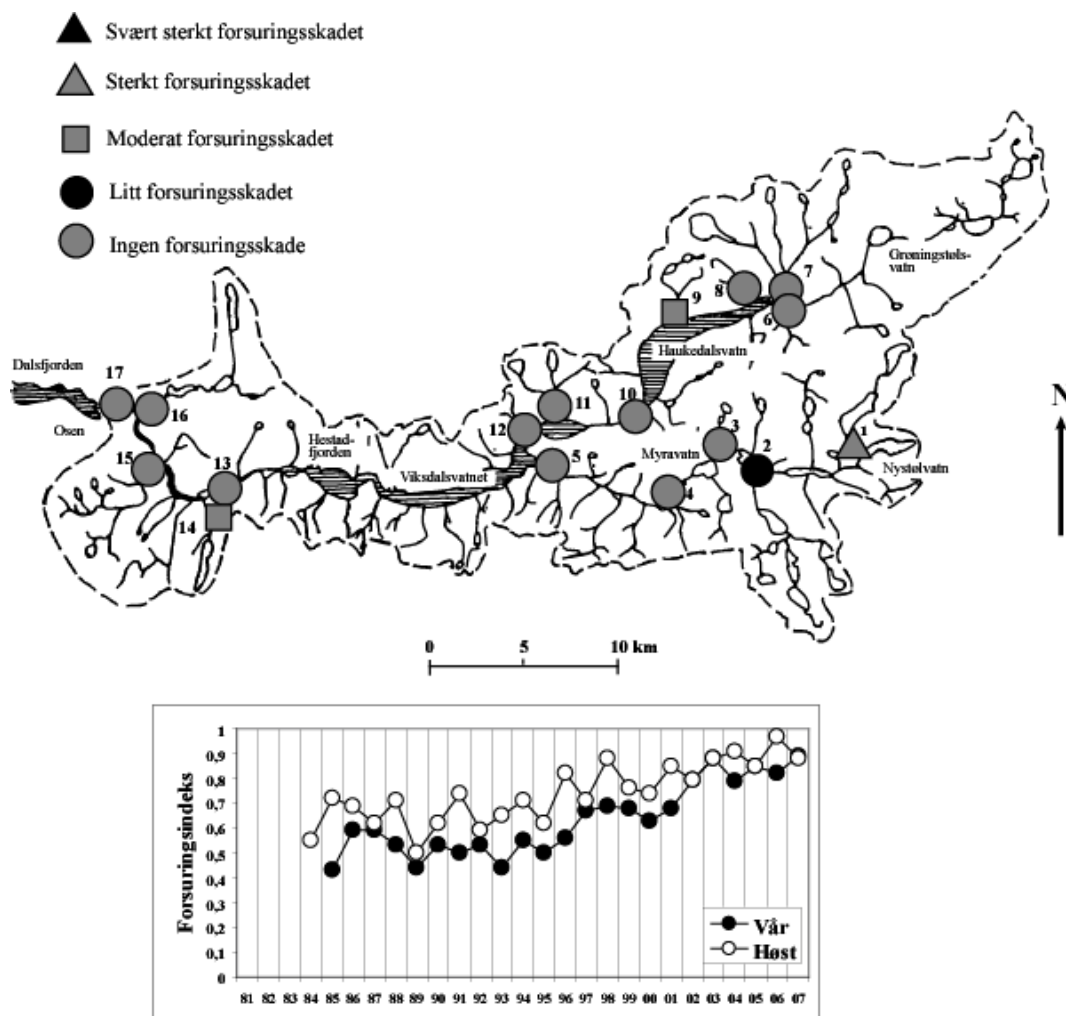 Svært sterkt forsuringsskadet
Sterkt forsuringsskadet
Moderat forsuringsskadet
Litt forsuringsskadet
Ingen forsuringsskade
Grøningstøls-
vatn
7
8
9
6
Haukedalsvatn
Dalsfjorden
17
Osen
16
11
10
12
N
3
1
Hestad-
fjorden
15
13
Myravatn
2
5
Viksdalsvatnet
Nystølvatn
4
14
0 5 10 km
Forsuringsindeks
1
0,9
0,8
0,7
0,6
0,5
0,4
0,3
0,2
0,1
0
Vår
Høst
81 82 83 84 85 86 87 88 89 90 91 92 93 94 95 96 97 98 99 00 01 02 03 04 05 06 07